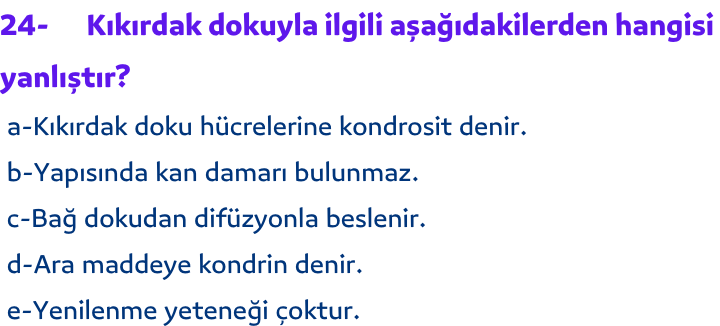 24- Kıkırdak dokuyla ilgili aşağıdakilerden hangisi
yanlıştır?
a-Kıkırdak doku hücrelerine kondrosit denir.
b-Yapısında kan damarı bulunmaz.
c-Bağ dokudan difüzyonla beslenir.
d-Ara maddeye kondrin denir.
e-Yenilenme yeteneği çoktur.